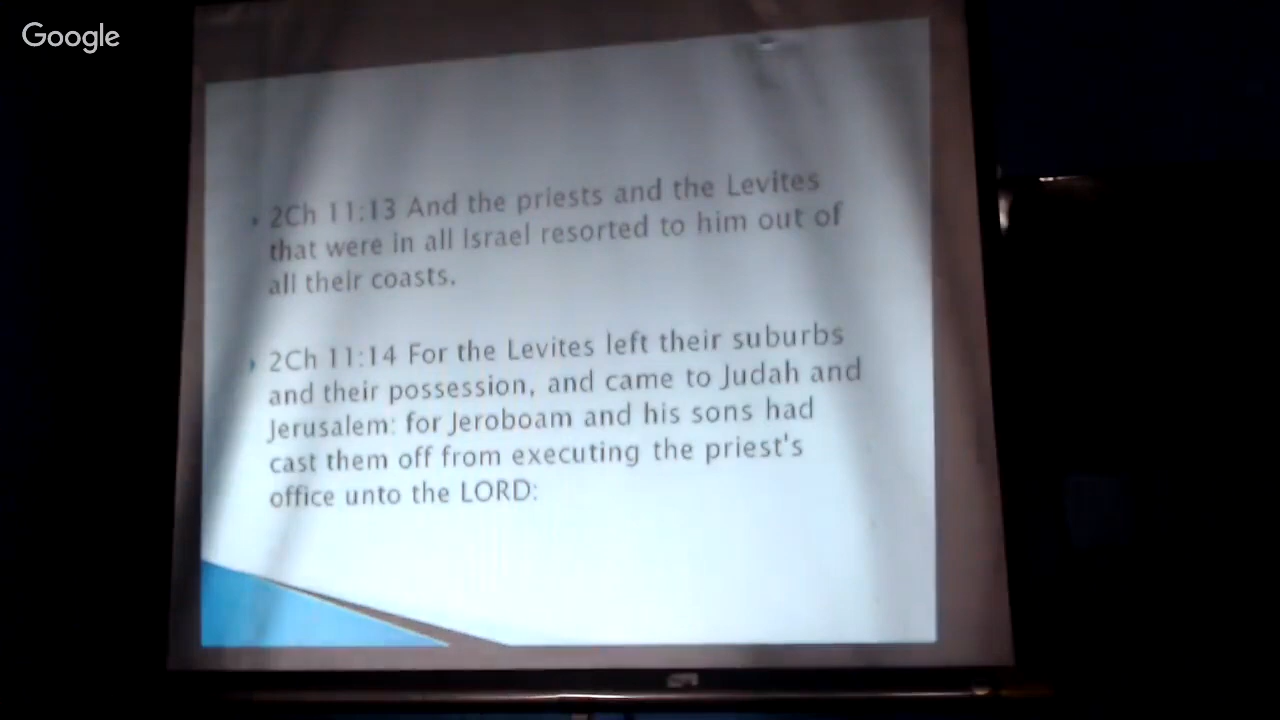 Google
2Ch 11:13 And the priests and the Levites
that were in all Israel resorted to him out of
all their coasts.
2Ch 11:14 For the Levites left their suburbs
and their possession, and came to Judah and
Jerusalem: for Jeroboam and his sons had
cast them off from executing the priest's
office unto the LORD: